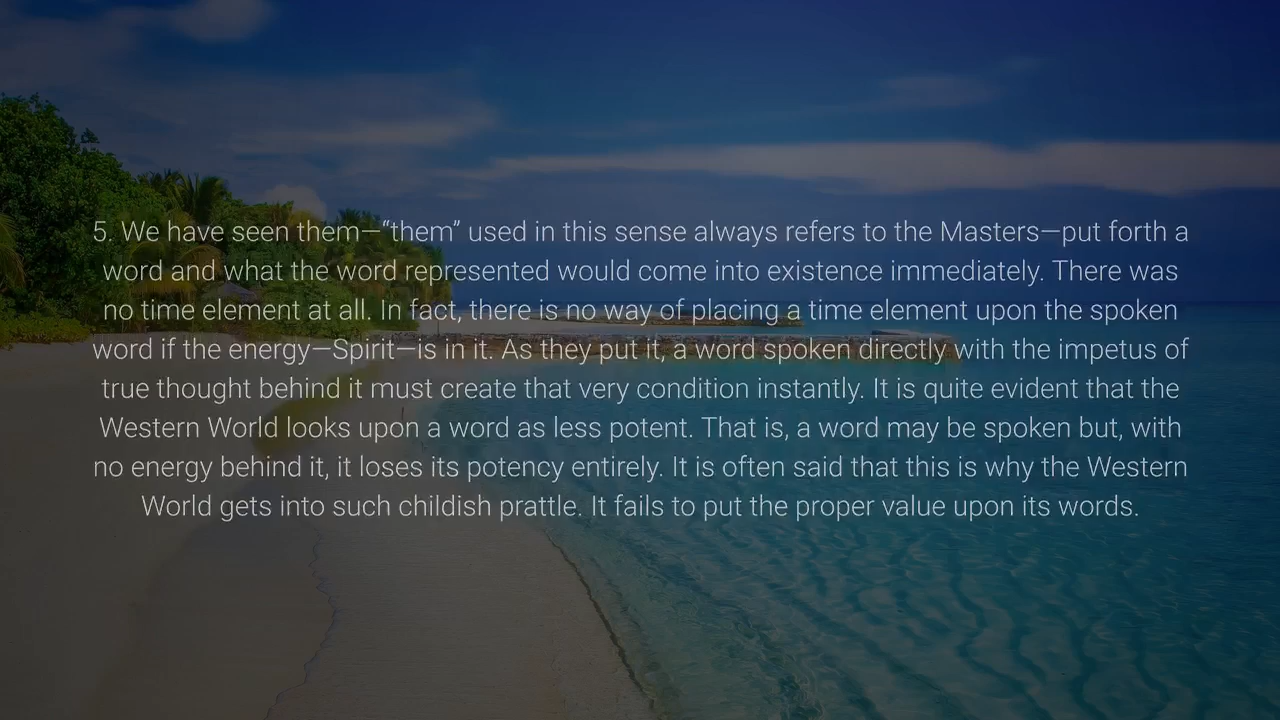 5. We have seen them—“them” used in this sense always refers to the Masters—put forth a
word and what the word represented would come into existence immediately. There was
no time element at all. In fact, there is no way of placing a time element upon the spoken
word if the energy—Spirit—is in it. As they put it, a word spoken directly with the impetus of
true thought behind it must create that very condition instantly. It is quite evident that the
Western World looks upon a word as less potent. That is, a word may be spoken but, with
no energy behind it, it loses its potency entirely. It is often said that this is why the Western
World gets into such childish prattle. It fails to put the proper value upon its words.